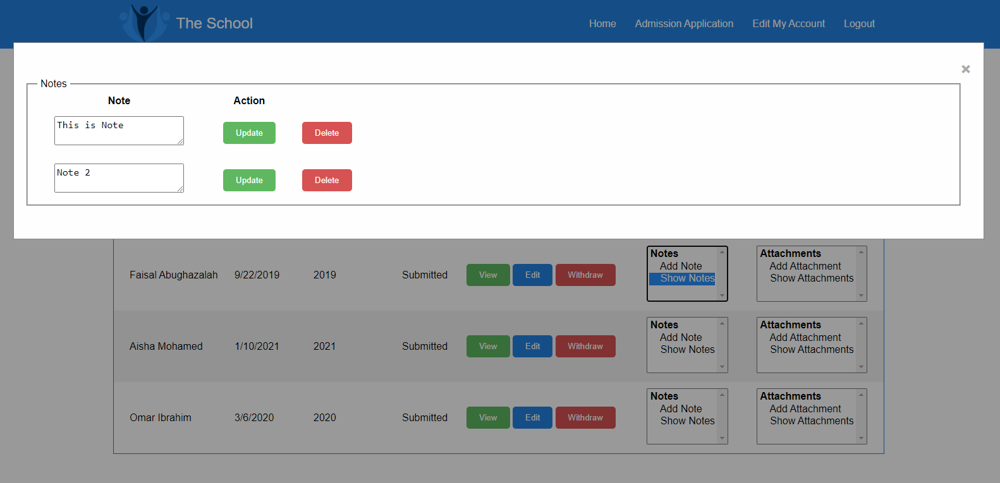 The School Home Admission Application Edit My Account Logout
×
Notes
Note Action
This is Note Update Delete
Note 2 Update Delete
Notes Attachments
Add Note Add Attachment
Faisal Abughazalah 9/22/2019 2019 Submitted View Edit Withdraw Show Notes Show Attachments
Notes Attachments
Add Note Add Attachment
Aisha Mohamed 1/10/2021 2021 Submitted View Edit Withdraw Show Notes Show Attachments
Notes Attachments
Add Note Add Attachment
Omar Ibrahim 3/6/2020 2020 Submitted View Edit Withdraw Show Notes Show Attachments